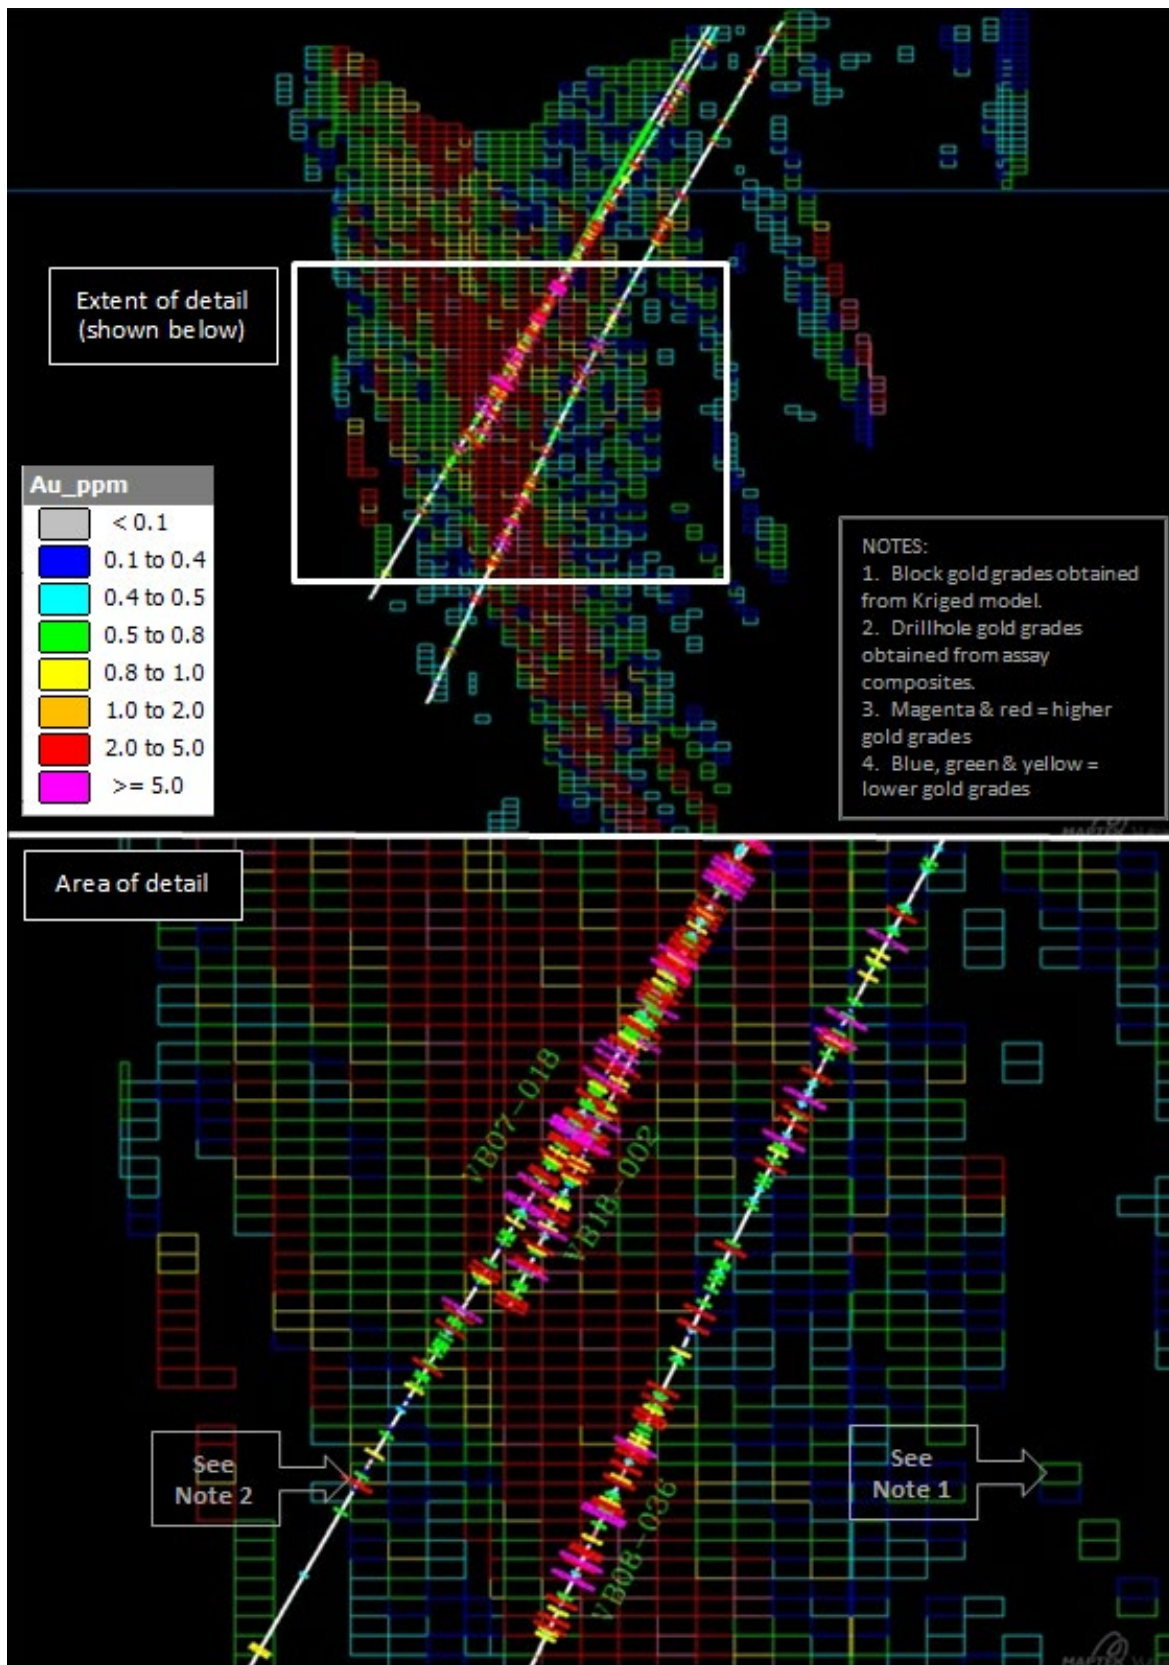 Extent of detail
(shown below)
Au_ppm
< 0.1
0.1 to 0.4
0.4 to 0.5
0.5 to 0.8
0.8 to 1.0
1.0 to 2.0
2.0 to 5.0
>= 5.0
NOTES:
1. Block gold grades obtained
from Kriged model.
2. Drillhole gold grades
obtained from assay
composites.
3. Magenta & red = higher
gold grades
4. Blue, green & yellow =
lower gold grades
Area of detail
VB07-018
VB18-002
VB08-036
See
Note 2
See
Note 1
MAPTEK